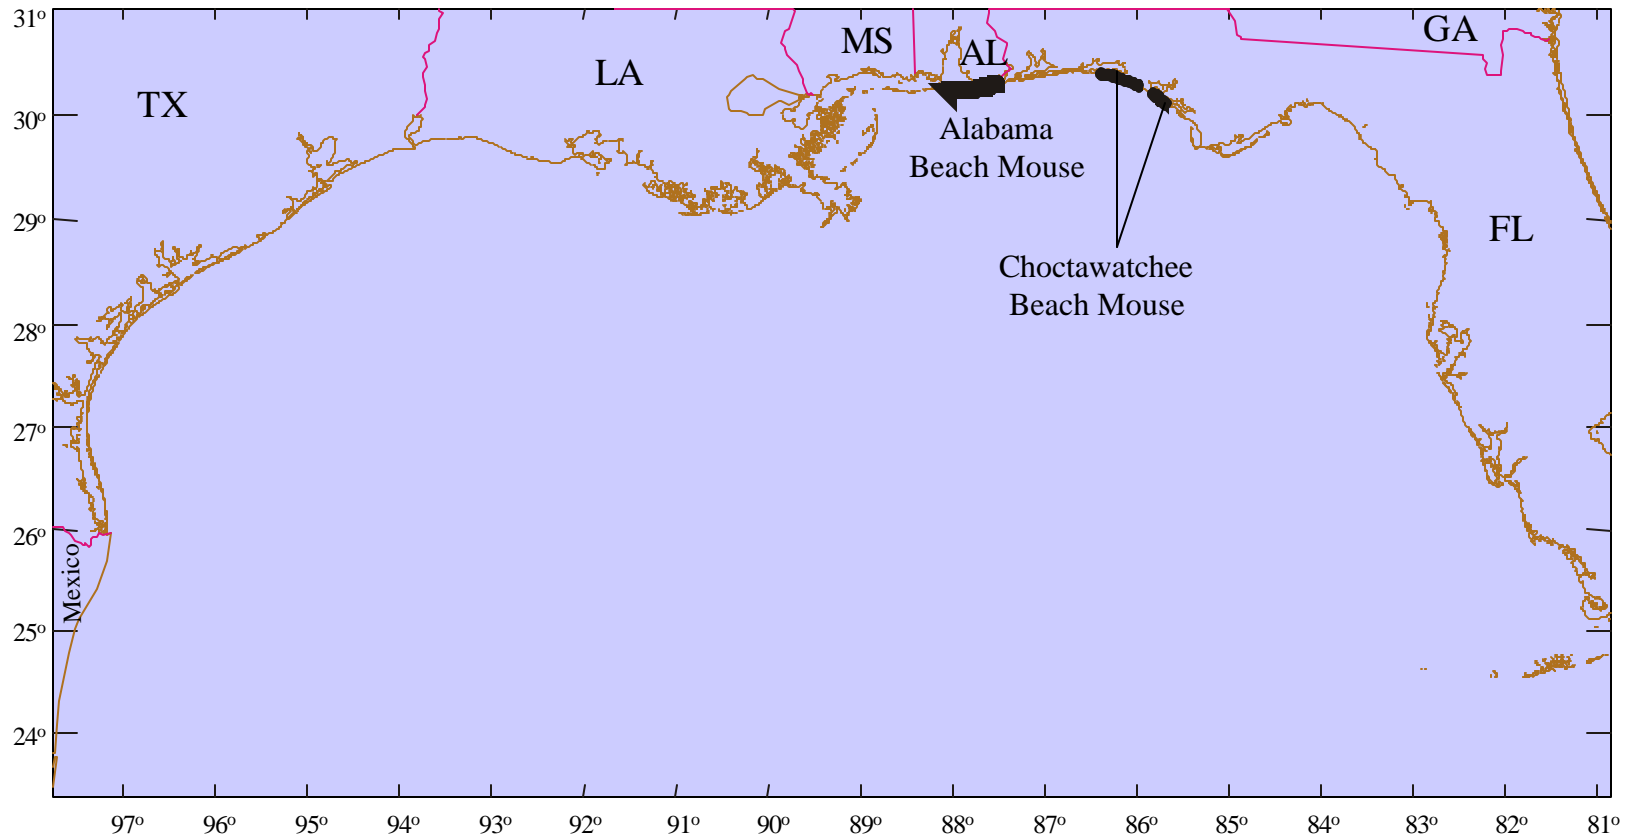 31°
MS
AL
GA
LA
TX
30°
Alabama
Beach Mouse
29°
FL
Choctawatchee
Beach Mouse
28°
27°
26°
Mexico
25°
24°
97° 96° 95° 94° 93° 92° 91° 90° 89° 88° 87° 86° 85° 84° 83° 82° 81°